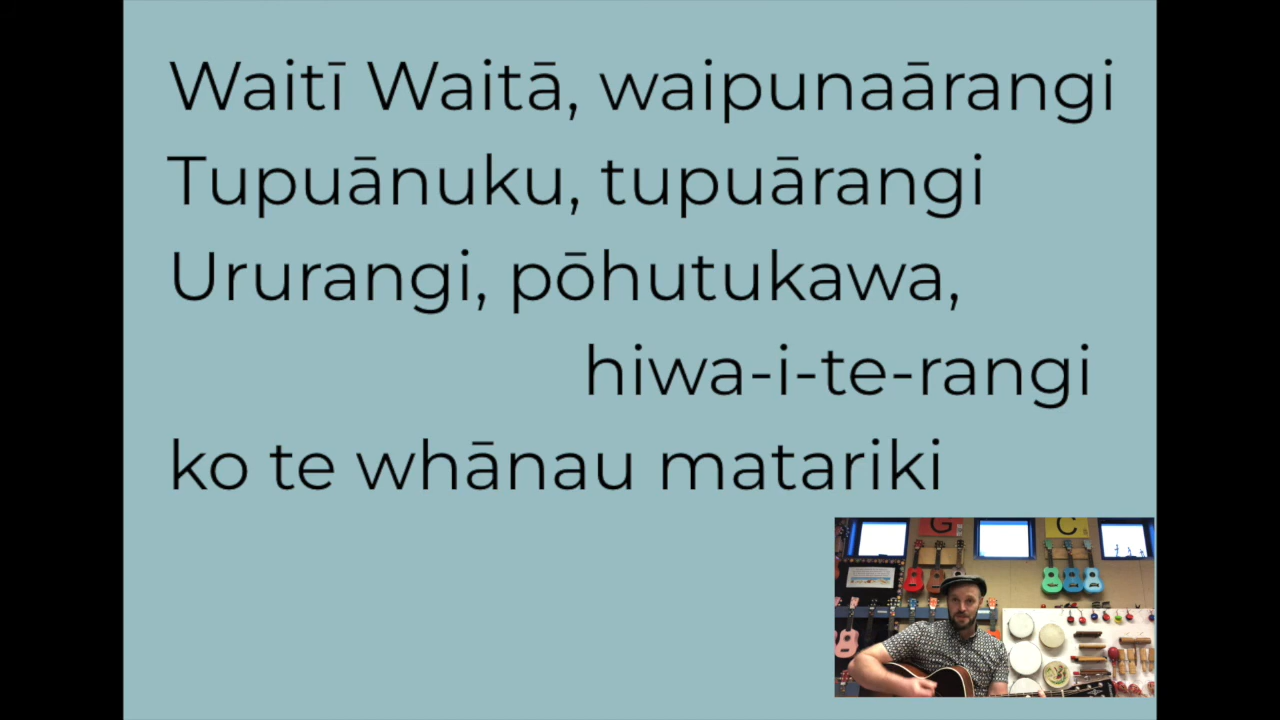 Waitī Waitā, waipunaārangi
Tupuānuku, tupuārangi
Ururangi, pōhutukawa,
hiwa-i-te-rangi
ko te whānau matariki
G
C